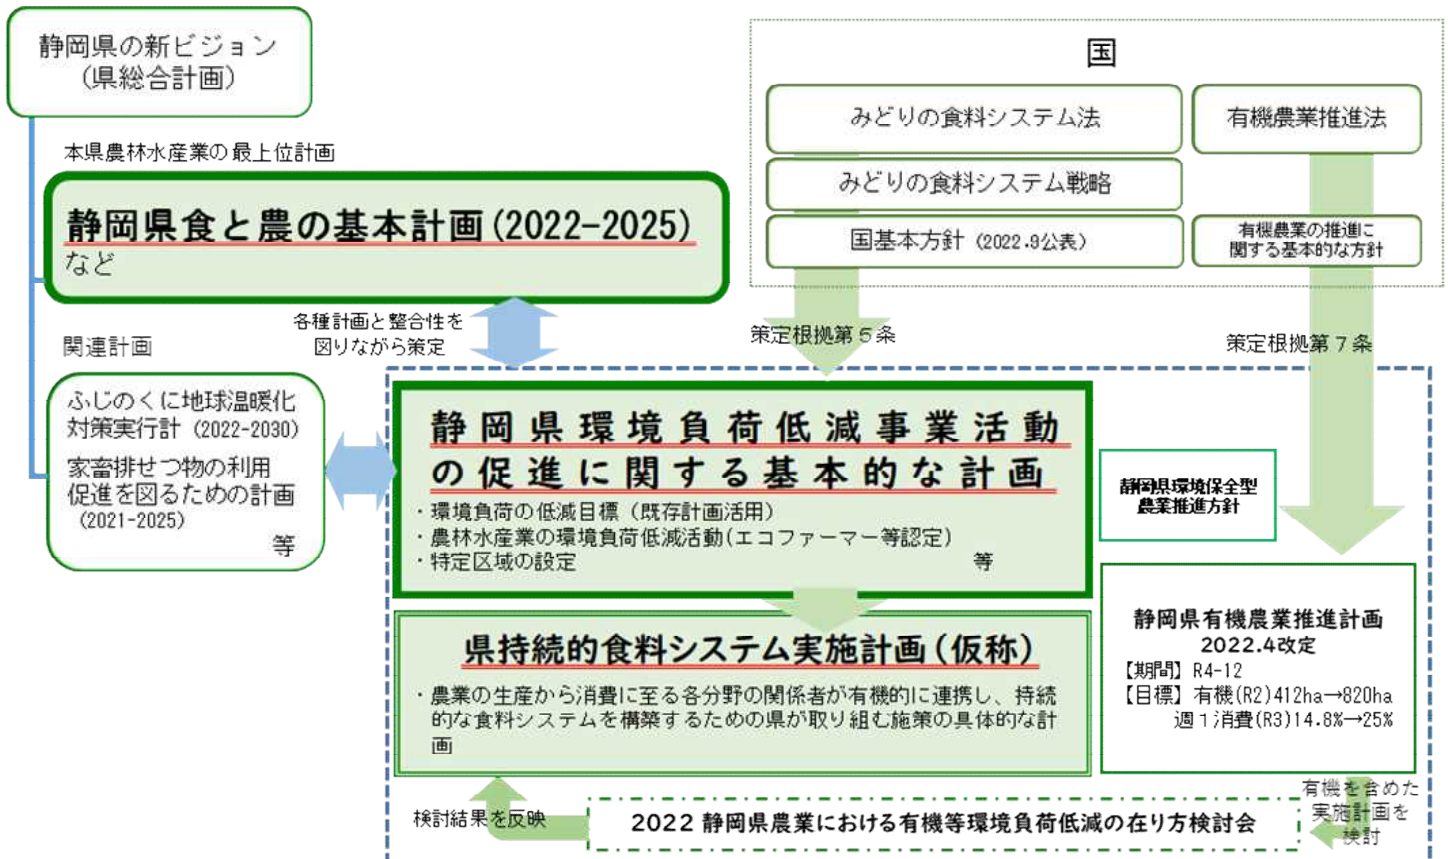 静岡県の新ビジョン
（県総合計画）
本県農林水産業の最上位計画
静岡県食と農の基本計画(2022-2025)
など
関連計画
各種計画と整合性を
図りながら策定
ふじのくに地球温暖化
対策実行計（2022-2030）
家畜排せつ物の利用
促進を図るための計画
（2021-2025）
等
国
みどりの食料システム法
みどりの食料システム戦略
国基本方針（2022.9公表）
有機農業推進法
有機農業の推進に
関する基本的な方針
策定根拠第５条
策定根拠第７条
静岡県環境負荷低減事業活動
の促進に関する基本的な計画
・環境負荷の低減目標（既存計画活用）
・農林水産業の環境負荷低減活動(エコファーマー等認定)
・特定区域の設定　等
県持続的食料システム実施計画（仮称）
・農業の生産から消費に至る各分野の関係者が有機的に連携し、持続
的な食料システムを構築するための県が取り組む施策の具体的な計
画
静岡県環境保全型
農業推進方針
静岡県有機農業推進計画
2022.4改定
【期間】R4-12
【目標】有機(R2)412ha→820ha
週１消費(R3)14.8%→25%
検討結果を反映
2022 静岡県農業における有機等環境負荷低減の在り方検討会
有機を含めた
実施計画を
検討